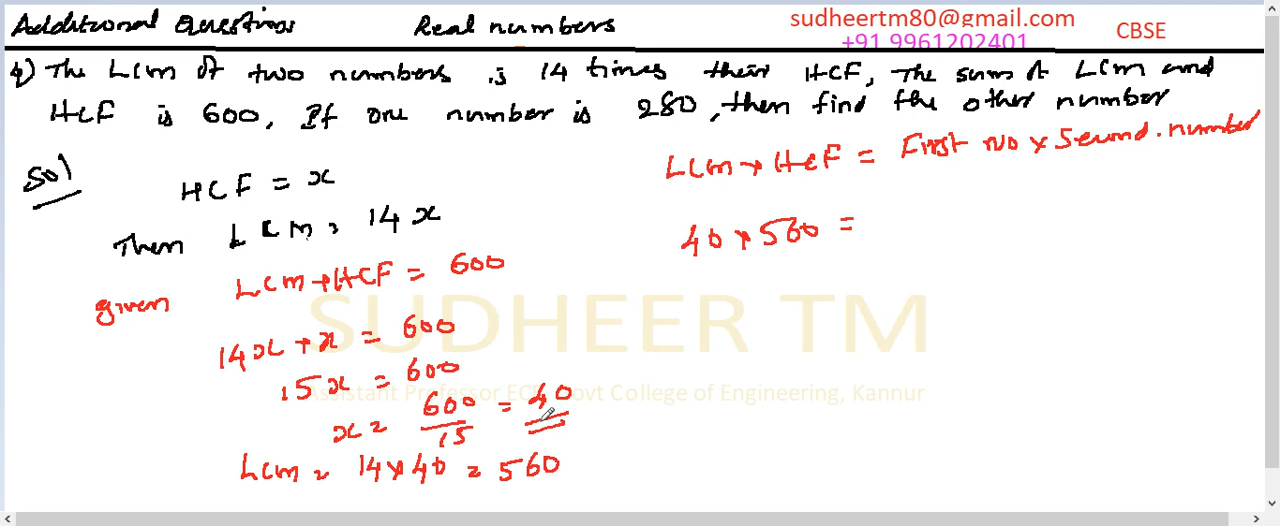 Additional Questions Real numbers sudheertm80@gmail.com CBSE
+91 9961202401
4) The LCM of two numbers is 14 times their HCF, The sum of LCM and
HCF is 600, If one number is 280, then find the other number
Sol
HCF = x
Then LCM = 14x
given LCM + HCF = 600
14x + x = 600
15x = 600
x = 600/15 = 40
LCM = 14 × 40 = 560
LCM × HCF = First no × Second. number
40 × 560 =
SUDHEER TM
Assistant Professor ECE Govt College of Engineering, Kannur